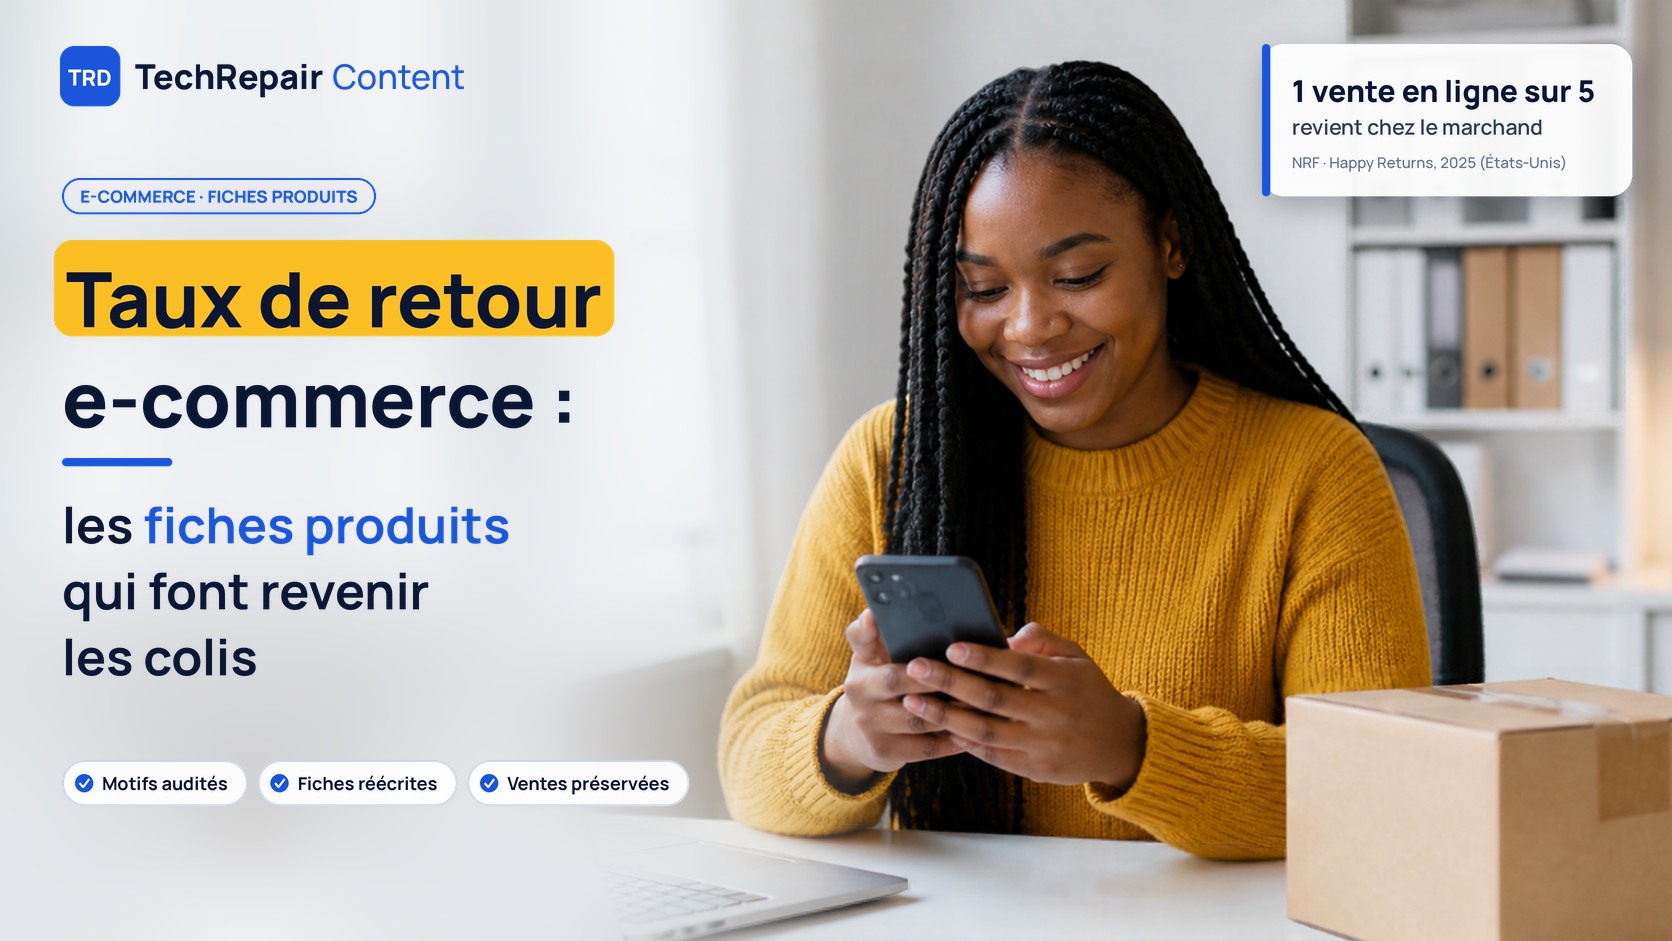 TRD
TechRepair Content
E-COMMERCE · FICHES PRODUITS
Taux de retour
e-commerce :
les fiches produits
qui font revenir
les colis
Motifs audités
Fiches réécrites
Ventes préservées
1 vente en ligne sur 5
revient chez le marchand
NRF · Happy Returns, 2025 (États-Unis)